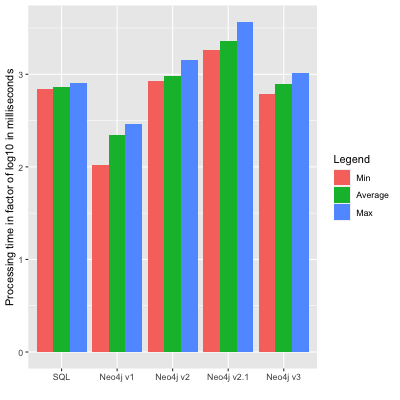 Processing time in factor of log10 in milliseconds
3
2
1
0
SQL
Neo4j v1
Neo4j v2
Neo4j v2.1
Neo4j v3
Legend
Min
Average
Max